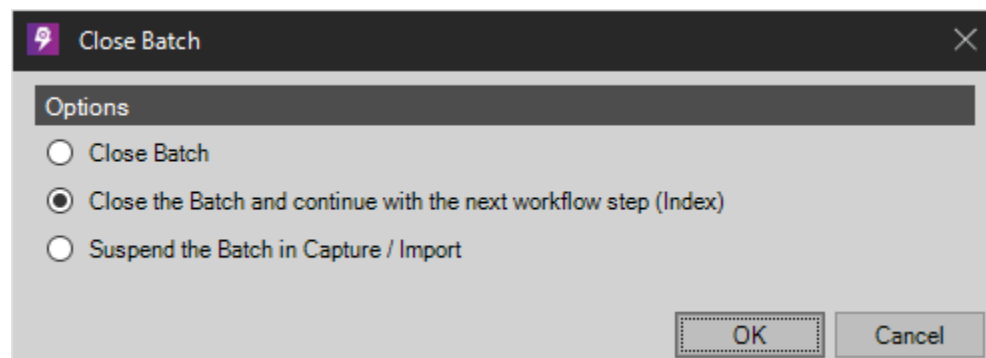 Close Batch
Options
Close Batch
Close the Batch and continue with the next workflow step (Index)
Suspend the Batch in Capture / Import
OK Cancel